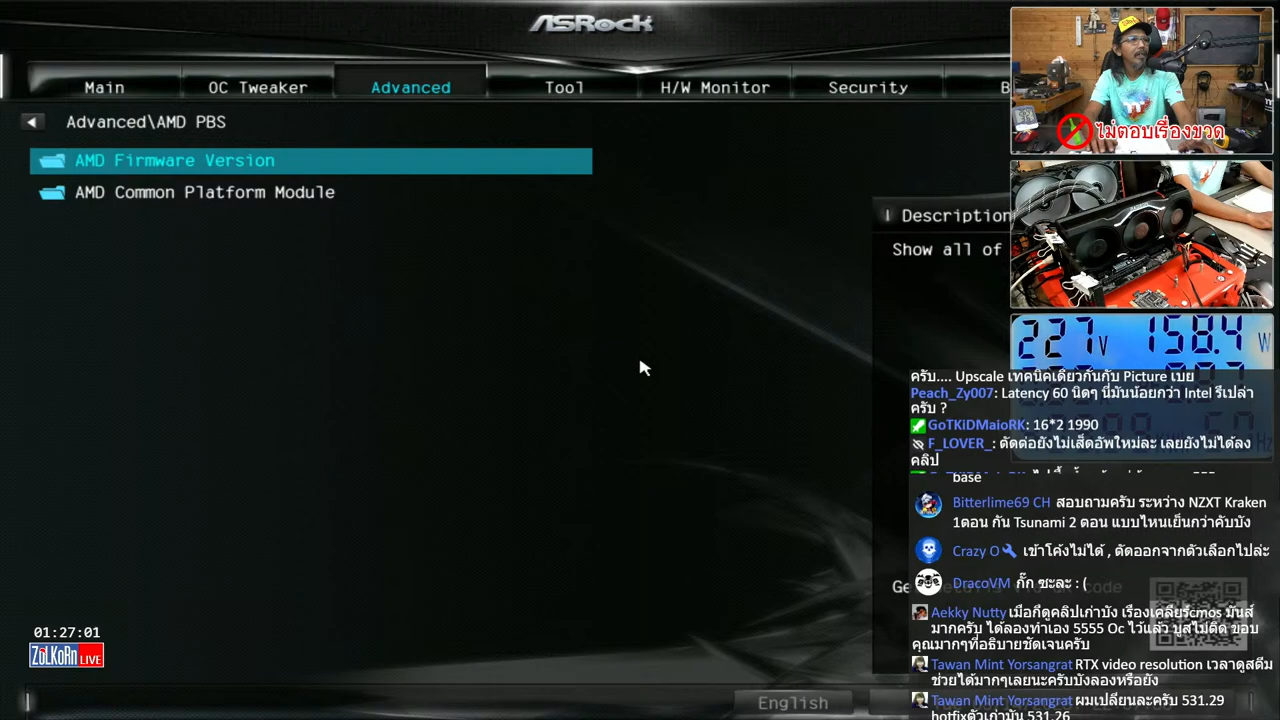 ASRock
Main
OC Tweaker
Advanced
Tool
H/W Monitor
Security
B
Advanced\AMD PBS
AMD Firmware Version
AMD Common Platform Module
Description
Show all of
ไม่ตอบเรื่องขวด
227 V 158.4 W
ครับ.... Upscale เทคนิคเดียวกันกับ Picture เบย
Peach_Zy007: Latency 60 นิดๆ นี่มันน้อยกว่า Intel รึเปล่า
ครับ ?
GoTKiDMaioRK: 16*2 1990
F_LOVER_: ตัดต่อยังไม่เส็ดอัพใหม่ละ เลยยังไม่ได้ลง
คลิป
base
Bitterlime69 CH สอบถามครับ ระหว่าง NZXT Kraken
1ตอน กัน Tsunami 2 ตอน แบบไหนเย็นกว่าคับบัง
Crazy O เข้าโค้งไม่ได้ , ตัดออกจากตัวเลือกไปล่ะ
DracoVM กั๊ก ซะละ : (
Aekky Nutty เมื่อกี้ดูคลิปเก่าบัง เรื่องเคลียร์cmos มันส์
มากครับ ได้ลองทำเอง 5555 Oc ไว้แล้ว บูสไม่ติด ขอบ
คุณมากๆที่อธิบายชัดเจนครับ
Tawan Mint Yorsangrat RTX video resolution เวลาดูสตีม
ช่วยได้มากๆเลยนะครับบังลองหรือยัง
Tawan Mint Yorsangrat ผมเปลี่ยนละครับ 531.29
hotfixตัวเก่ามัน 531.26
01:27:01
ZoLKoRn LIVE
English